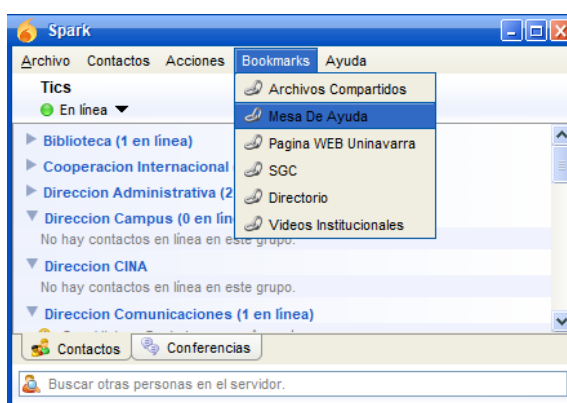 Spark
Archivo Contactos Acciones Bookmarks Ayuda
Tics
En línea
Archivos Compartidos
Mesa De Ayuda
Pagina WEB Uninavarra
SGC
Directorio
Videos Institucionales
Biblioteca (1 en línea)
Cooperacion Internacional
Direccion Administrativa (2
Direccion Campus (0 en lín
No hay contactos en línea en este grupo.
Direccion CINA
No hay contactos en línea en este grupo.
Direccion Comunicaciones (1 en línea)
Contactos Conferencias
Buscar otras personas en el servidor.